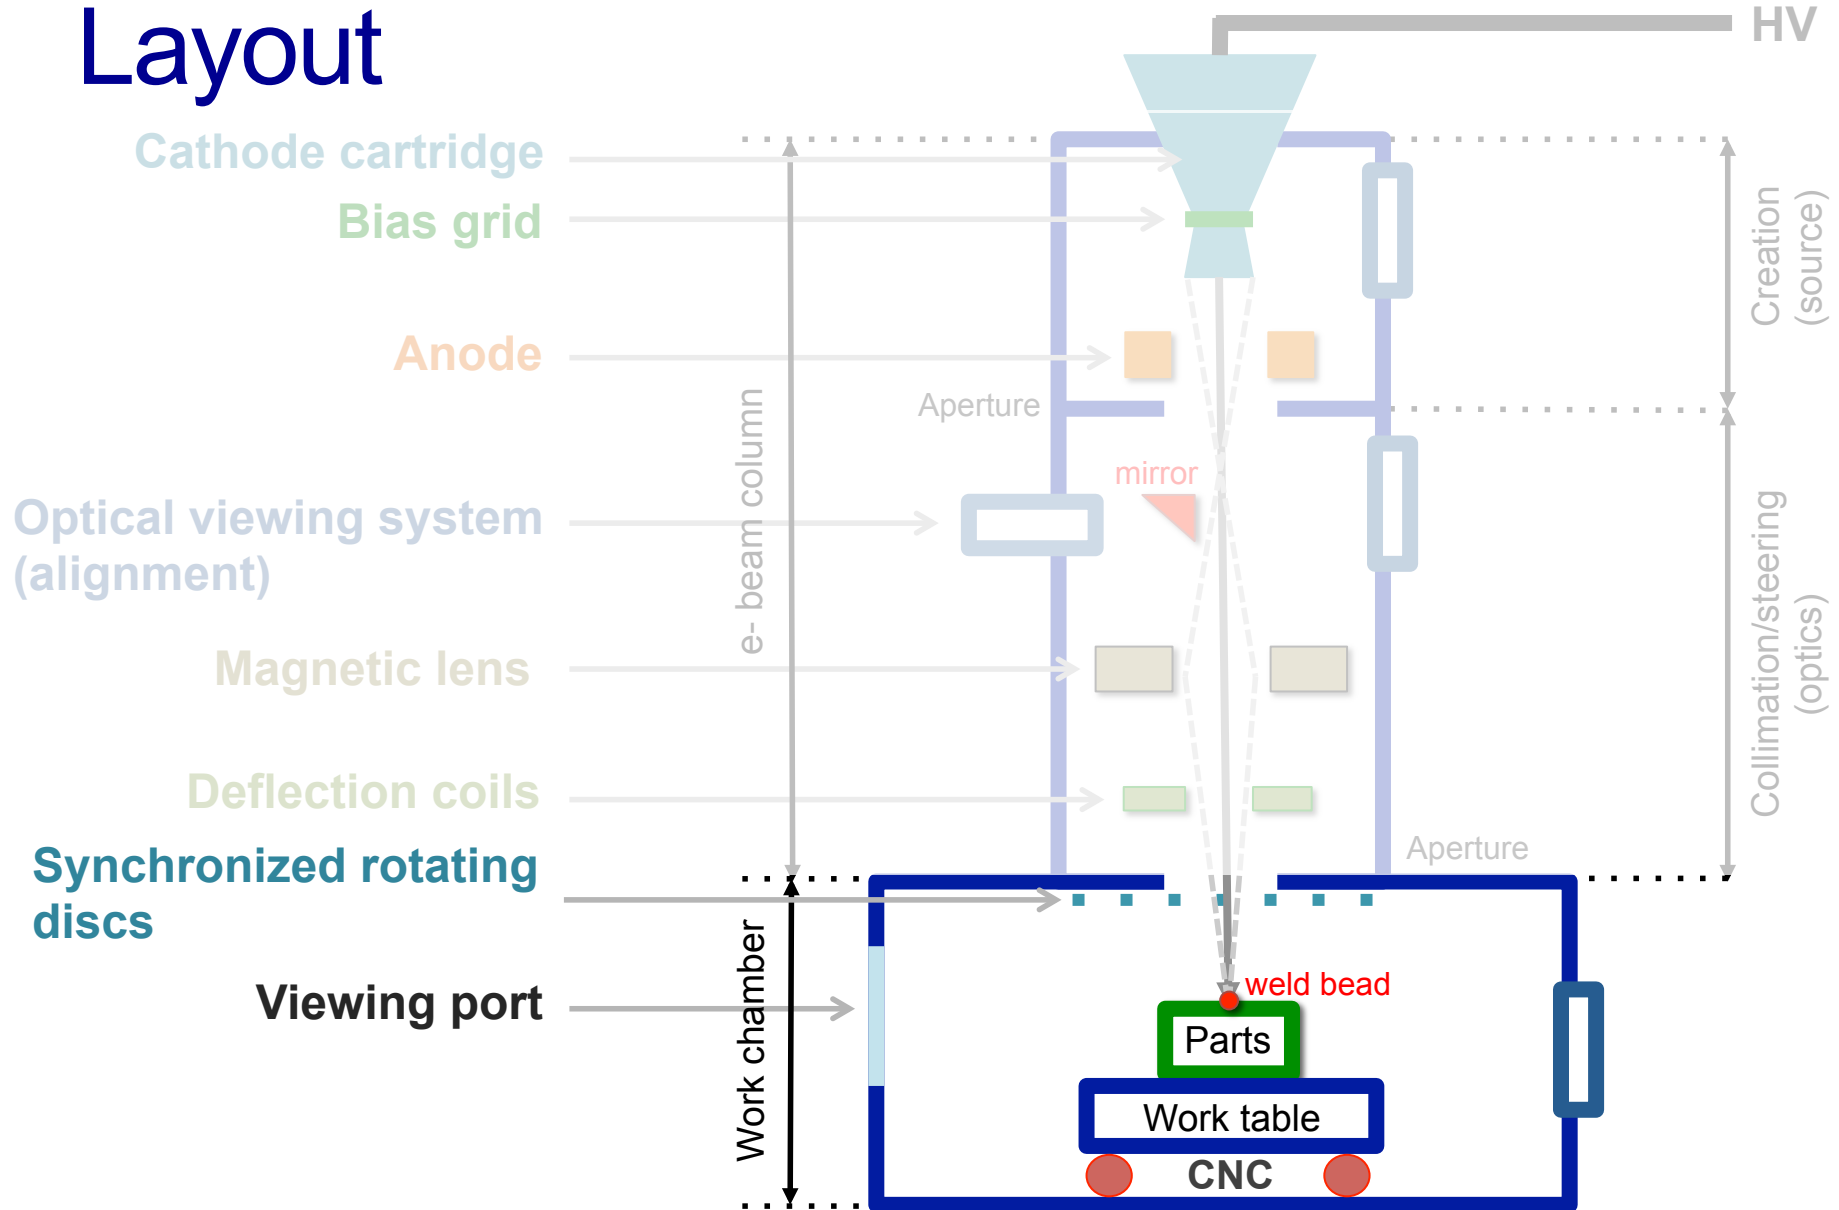 Layout
HV
Cathode cartridge
Bias grid
Creation
(source)
Anode
Aperture
e- beam column
mirror
Optical viewing system
(alignment)
Collimation/steering
(optics)
Magnetic lens
Deflection coils
Aperture
Synchronized rotating
discs
Work chamber
weld bead
Viewing port
Parts
Work table
CNC